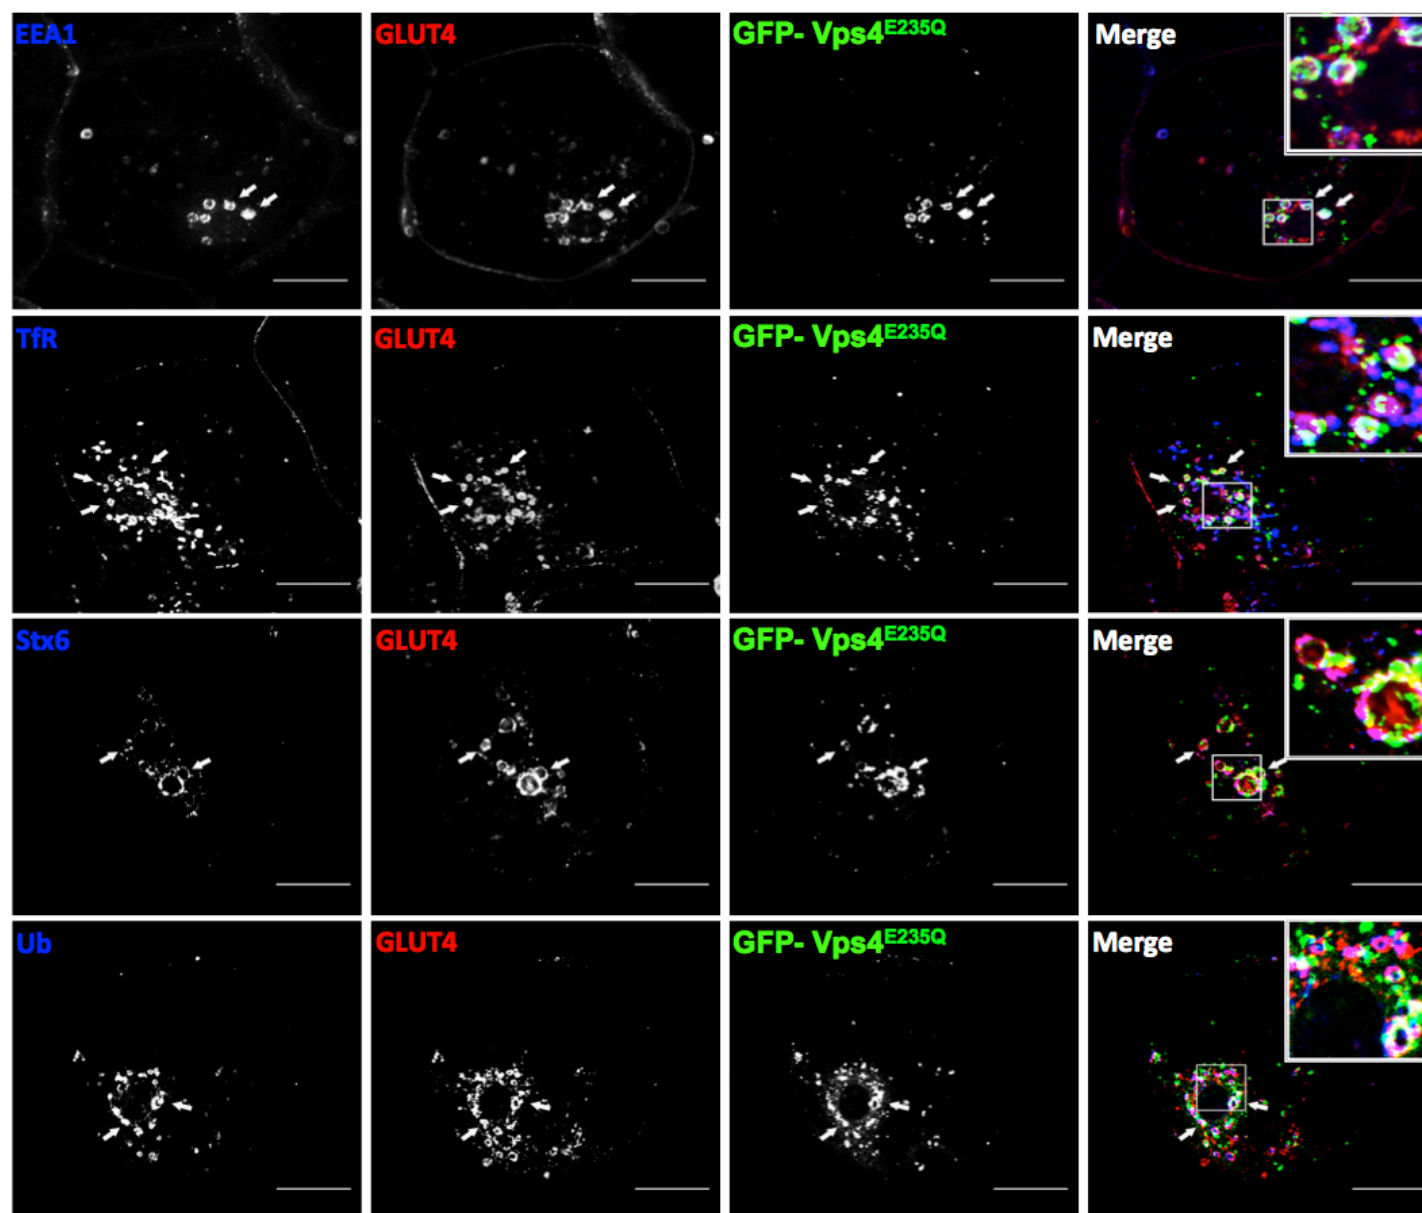 EEA1 GLUT4 GFP- Vps4E235Q Merge
TfR GLUT4 GFP- Vps4E235Q Merge
Stx6 GLUT4 GFP- Vps4E235Q Merge
Ub GLUT4 GFP- Vps4E235Q Merge